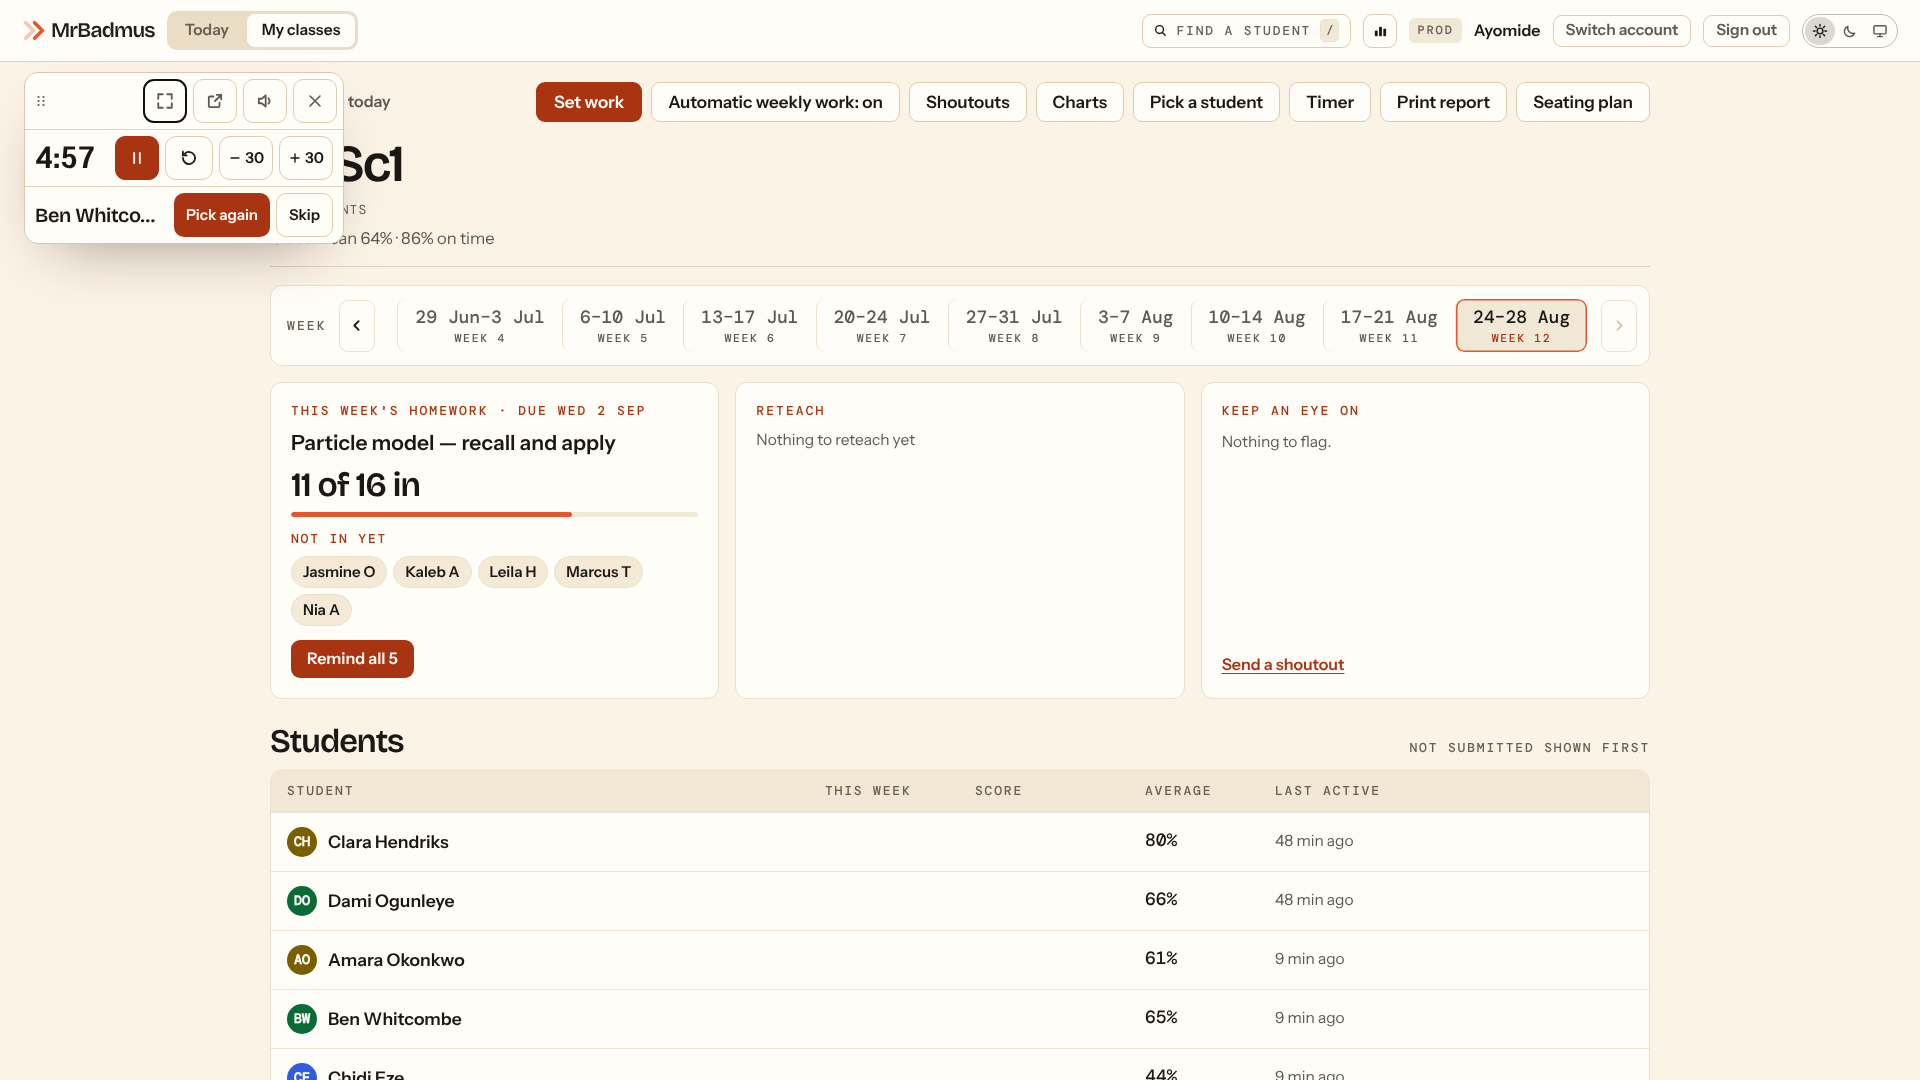 MrBadmus
Today
My classes
FIND A STUDENT /
PROD
Ayomide
Switch account
Sign out
today
Set work
Automatic weekly work: on
Shoutouts
Charts
Pick a student
Timer
Print report
Seating plan
4:57
− 30
+ 30
Sc1
Ben Whitco...
Pick again
Skip
64% · 86% on time
WEEK
29 Jun–3 Jul
WEEK 4
6–10 Jul
WEEK 5
13–17 Jul
WEEK 6
20–24 Jul
WEEK 7
27–31 Jul
WEEK 8
3–7 Aug
WEEK 9
10–14 Aug
WEEK 10
17–21 Aug
WEEK 11
24–28 Aug
WEEK 12
THIS WEEK'S HOMEWORK · DUE WED 2 SEP
Particle model — recall and apply
11 of 16 in
NOT IN YET
Jasmine O
Kaleb A
Leila H
Marcus T
Nia A
Remind all 5
RETEACH
Nothing to reteach yet
KEEP AN EYE ON
Nothing to flag.
Send a shoutout
Students
NOT SUBMITTED SHOWN FIRST
STUDENT THIS WEEK SCORE AVERAGE LAST ACTIVE
CH Clara Hendriks 80% 48 min ago
DO Dami Ogunleye 66% 48 min ago
AO Amara Okonkwo 61% 9 min ago
BW Ben Whitcombe 65% 9 min ago
CE Chidi Eze 44% 9 min ago